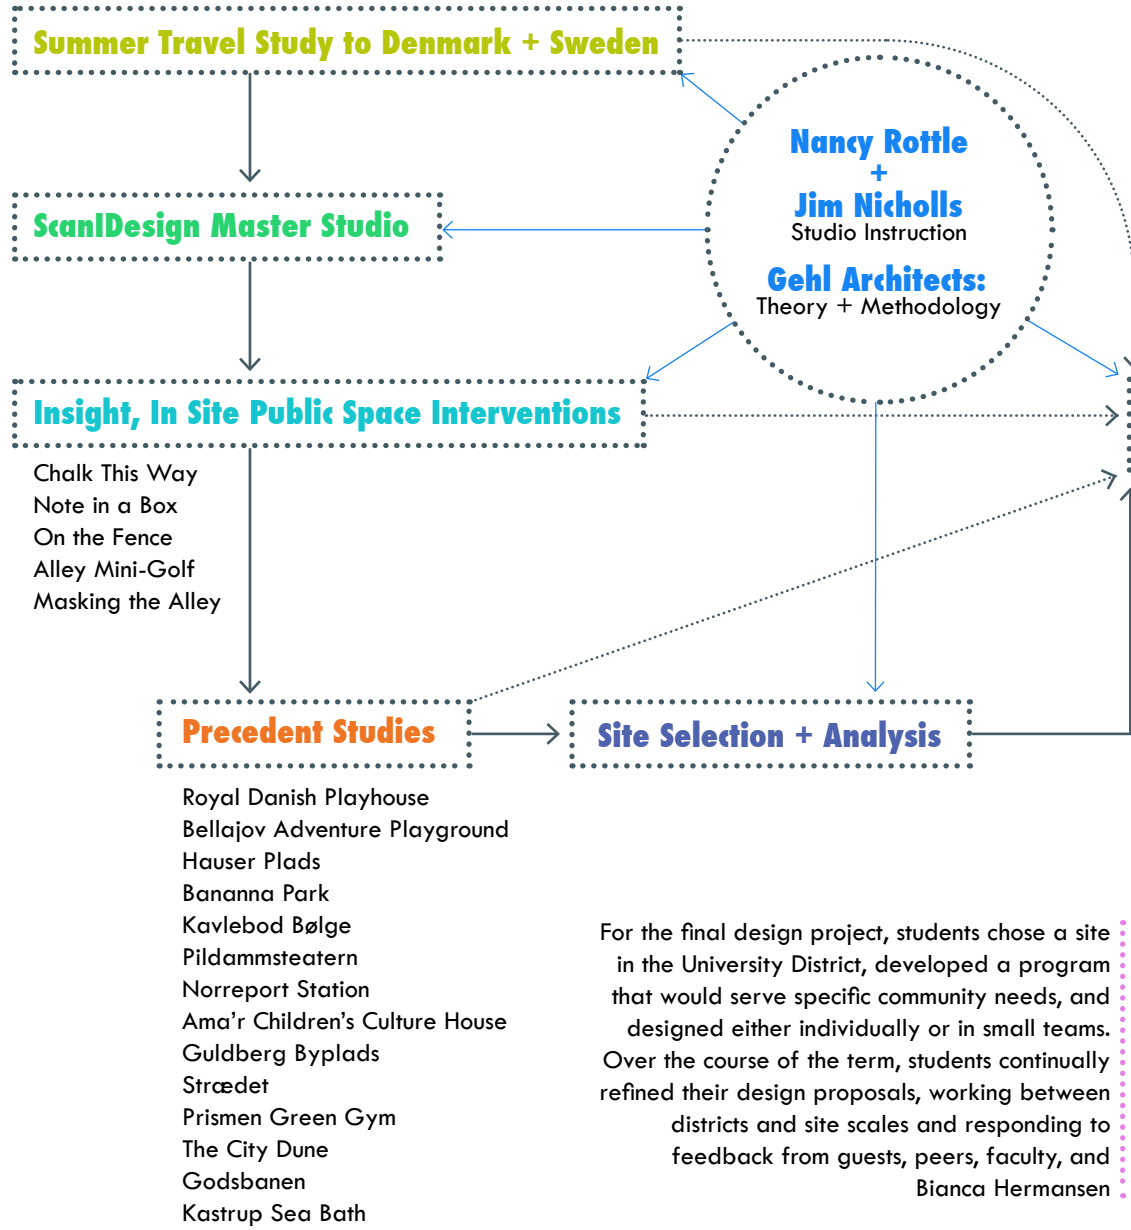 Summer Travel Study to Denmark + Sweden
Nancy Rottle
+
Jim Nicholls
Studio Instruction
Gehl Architects:
Theory + Methodology
ScanIDesign Master Studio
Insight, In Site Public Space Interventions
Chalk This Way
Note in a Box
On the Fence
Alley Mini-Golf
Masking the Alley
Precedent Studies
Site Selection + Analysis
Royal Danish Playhouse
Bellajov Adventure Playground
Hauser Plads
Bananna Park
Kavlebod Bølge
Pildammsteatern
Norreport Station
Ama'r Children's Culture House
Guldberg Byplads
Strædet
Prismen Green Gym
The City Dune
Godsbanen
Kastrup Sea Bath
For the final design project, students chose a site
in the University District, developed a program
that would serve specific community needs, and
designed either individually or in small teams.
Over the course of the term, students continually
refined their design proposals, working between
districts and site scales and responding to
feedback from guests, peers, faculty, and
Bianca Hermansen